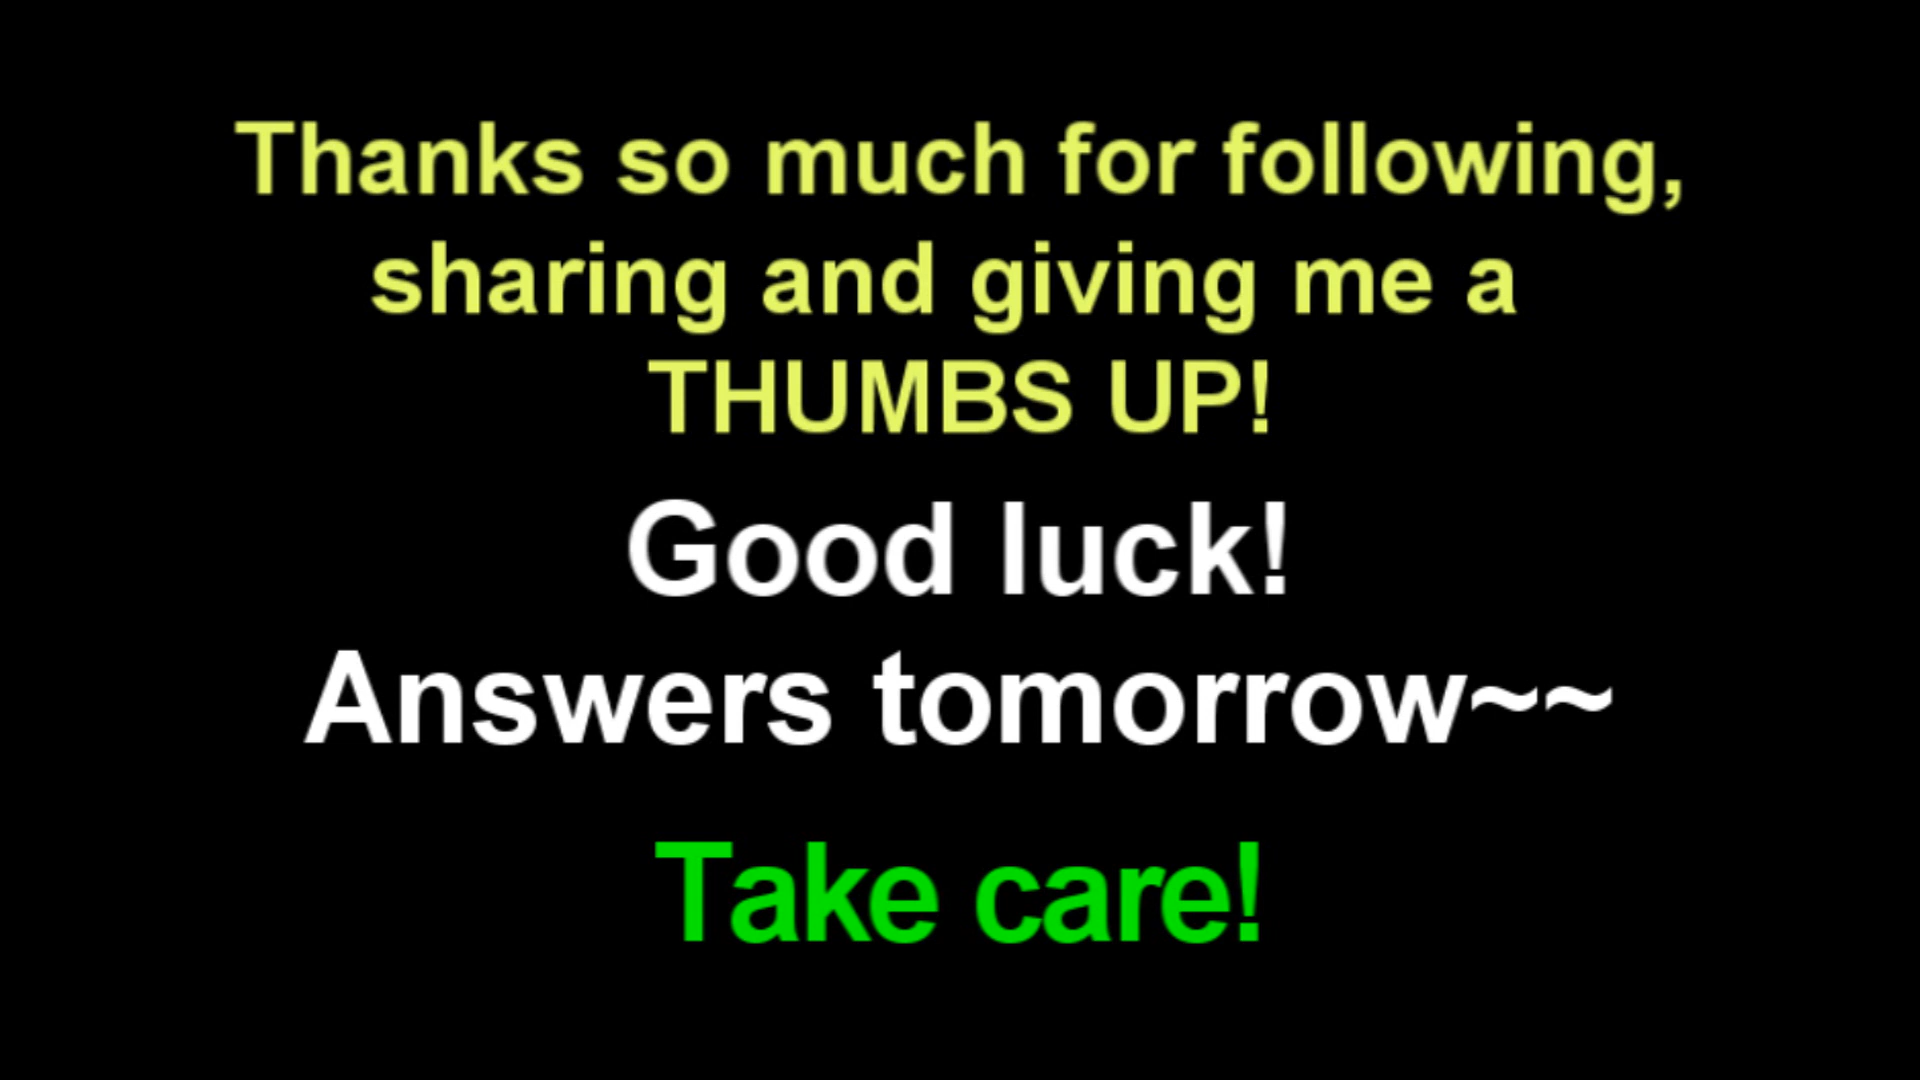 Thanks so much for following,
sharing and giving me a
THUMBS UP!
Good luck!
Answers tomorrow~~
Take care!